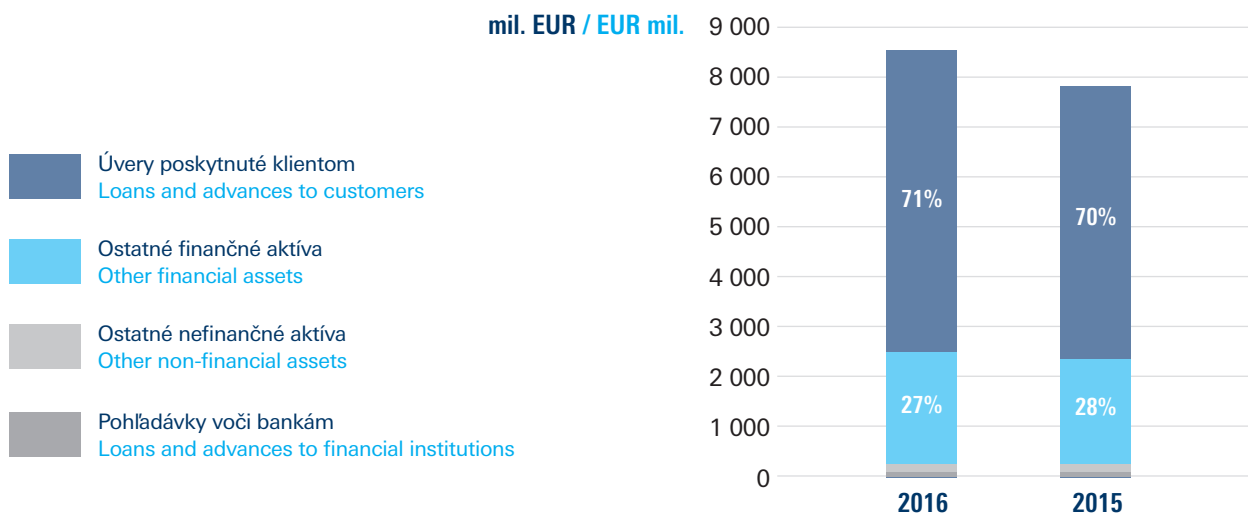 mil. EUR / EUR mil.
9 000
8 000
7 000
6 000
5 000
4 000
3 000
2 000
1 000
0
71%
70%
27%
28%
2016
2015
Úvery poskytnuté klientom
Loans and advances to customers
Ostatné finančné aktíva
Other financial assets
Ostatné nefinančné aktíva
Other non-financial assets
Pohľadávky voči bankám
Loans and advances to financial institutions